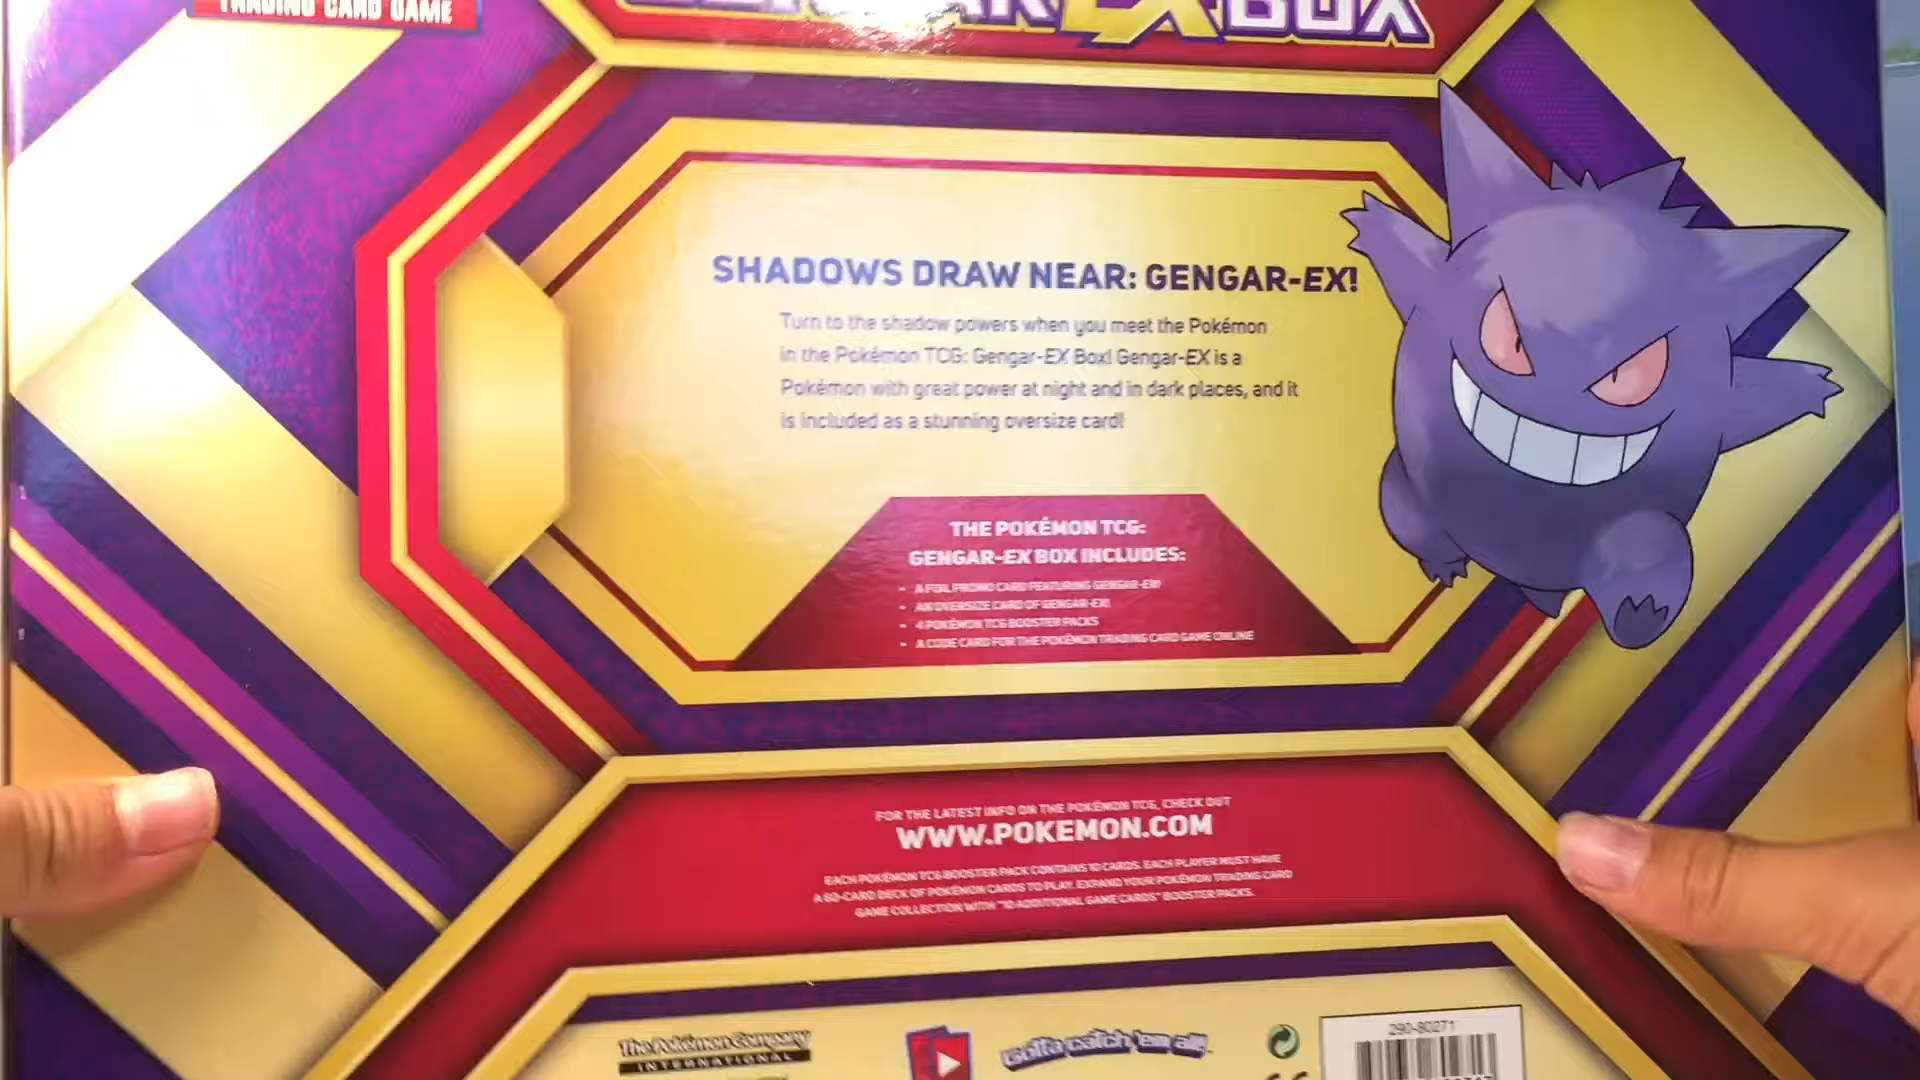 TRADING CARD GAME
GENGAR EX BOX
SHADOWS DRAW NEAR: GENGAR-EX!
Turn to the shadow powers when you meet the Pokémon
in the Pokémon TCG: Gengar-EX Box! Gengar-EX is a
Pokémon with great power at night and in dark places, and it
is included as a stunning oversize card!
THE POKÉMON TCG:
GENGAR-EX BOX INCLUDES:
• A FOIL PROMO CARD FEATURING GENGAR-EX!
• AN OVERSIZE CARD OF GENGAR-EX!
• 4 POKÉMON TCG BOOSTER PACKS
• A CODE CARD FOR THE POKÉMON TRADING CARD GAME ONLINE
FOR THE LATEST INFO ON THE POKÉMON TCG, CHECK OUT
WWW.POKEMON.COM
EACH POKÉMON TCG BOOSTER PACK CONTAINS 10 CARDS. EACH PLAYER MUST HAVE
A 60-CARD DECK OF POKÉMON CARDS TO PLAY. EXPAND YOUR POKÉMON TRADING CARD
GAME COLLECTION WITH "10 ADDITIONAL GAME CARDS" BOOSTER PACKS.
The Pokémon Company
INTERNATIONAL
Gotta catch 'em all!
290-80271